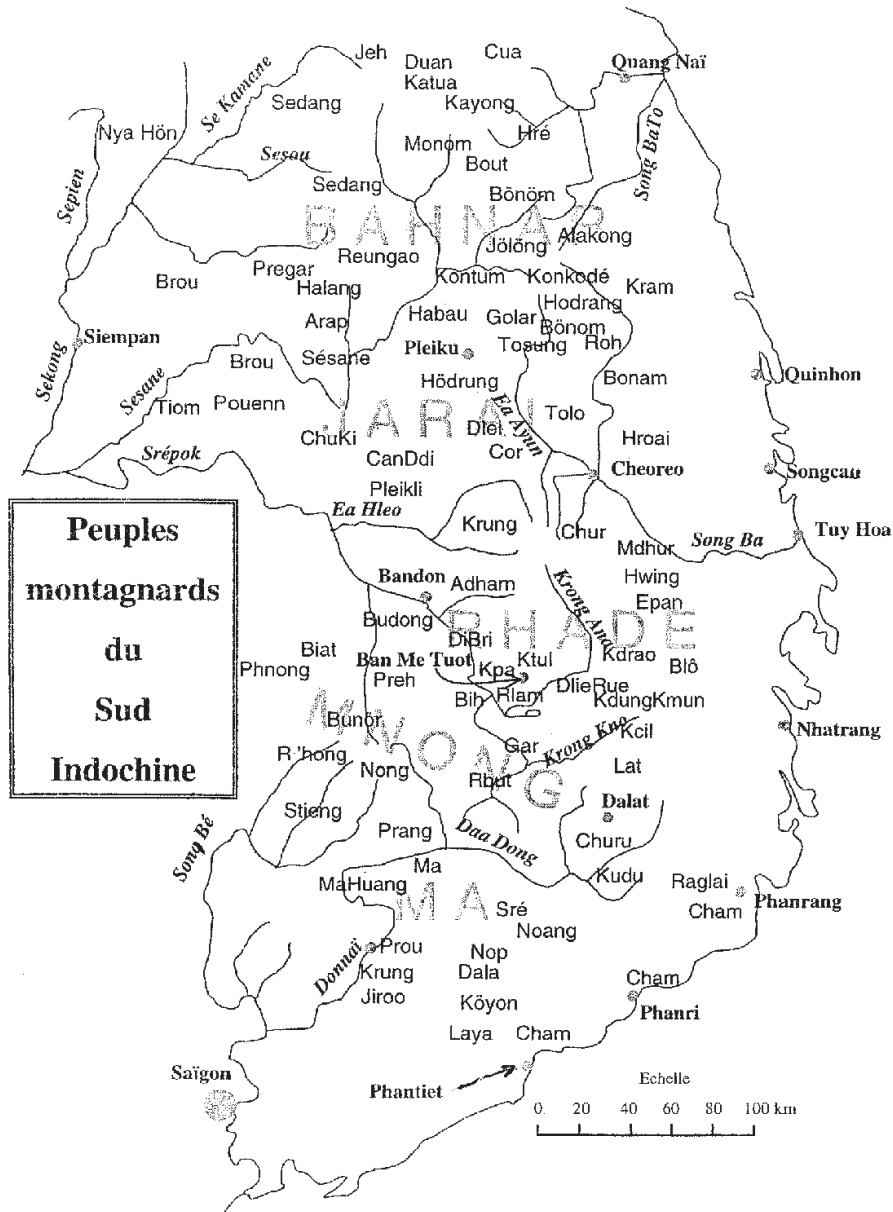 Jeh
Cua
Duan
Katua
Quang Naï
Se Kamane
Sedang
Kayong
Nya Hön
Hré
Monom
Song BaTo
Sesou
Bout
Sepien
Sedang
Bönöm
BAHNAR
Jölöng
Alakong
Reungao
Pregar
Brou
Kontum
Konkodé
Halang
Kram
Hodrang
Habau
Golar
Arap
Bönom
Siempan
Tosung
Roh
Pleiku
Sésane
Brou
Sekong
Sesane
Hödrung
Bonam
Quinhon
Tiom
Pouenn
JARAI
Ea Ayun
Tolo
Dlei
ChuKi
Hroai
Srépok
Cor
CanDdi
Cheoreo
Songcau
Pleikli
Peuples
montagnards
du
Sud
Indochine
Ea Hleo
Krung
Chur
Song Ba
Tuy Hoa
Mdhur
Hwing
Bandon
Adham
Krong Ana
Epan
Budong
RHADE
DiBri
Biat
Ban Me Tuot
Ktul
Kdrao
Phnong
Kpa
Blô
Preh
DlieRue
Bih
Rlam
KdungKmun
MNONG
Bunör
Krong Kno
Kcil
Nhatrang
Gar
R'hong
Nong
Lat
Rbut
Stieng
Dalat
Prang
Song Bé
Daa Dong
Churu
Ma
Kudu
MaHuang
Raglai
MA
Phanrang
Sré
Cham
Noang
Donnaï
Prou
Nop
Krung
Dala
Cham
Jiroo
Köyon
Phanri
Laya
Cham
Saïgon
Phantiet
Echelle
0. 20 40 60 80 100 km